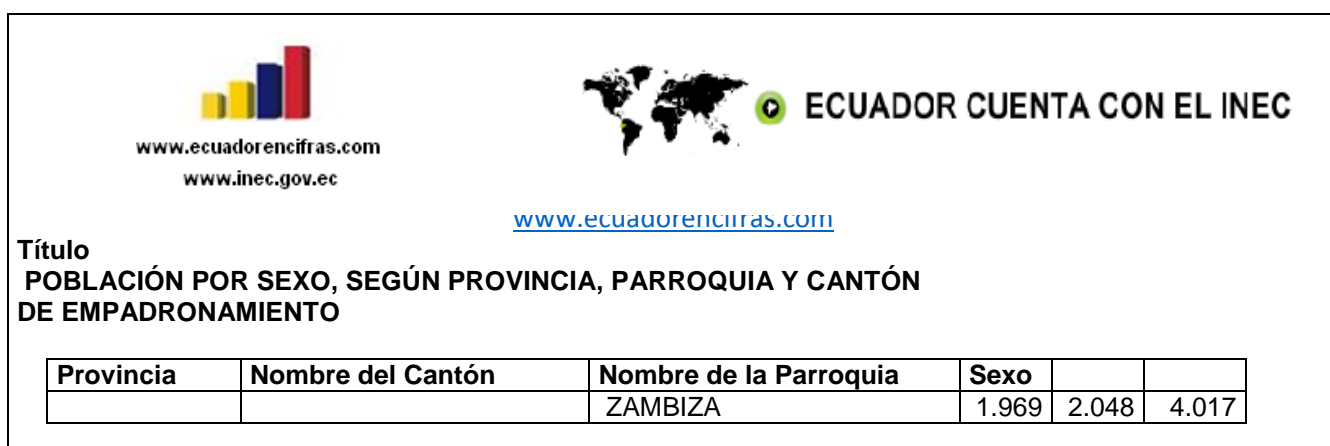 www.ecuadorencifras.com
www.inec.gov.ec
ECUADOR CUENTA CON EL INEC
www.ecuadorencifras.com
Título
POBLACIÓN POR SEXO, SEGÚN PROVINCIA, PARROQUIA Y CANTÓN
DE EMPADRONAMIENTO
Provincia Nombre del Cantón Nombre de la Parroquia Sexo
ZAMBIZA 1.969 2.048 4.017